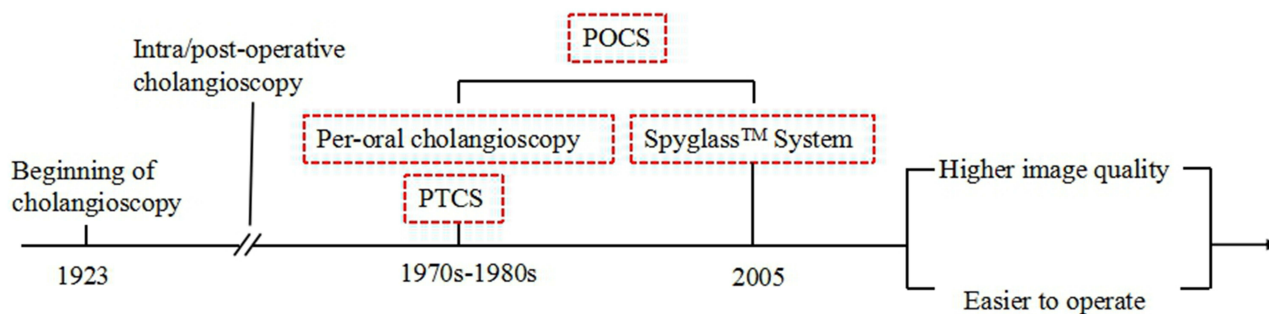 POCS
Intra/post-operative
cholangioscopy
Per-oral cholangioscopy
Spyglass™ System
Beginning of
cholangioscopy
PTCS
Higher image quality
1923
1970s-1980s
2005
Easier to operate